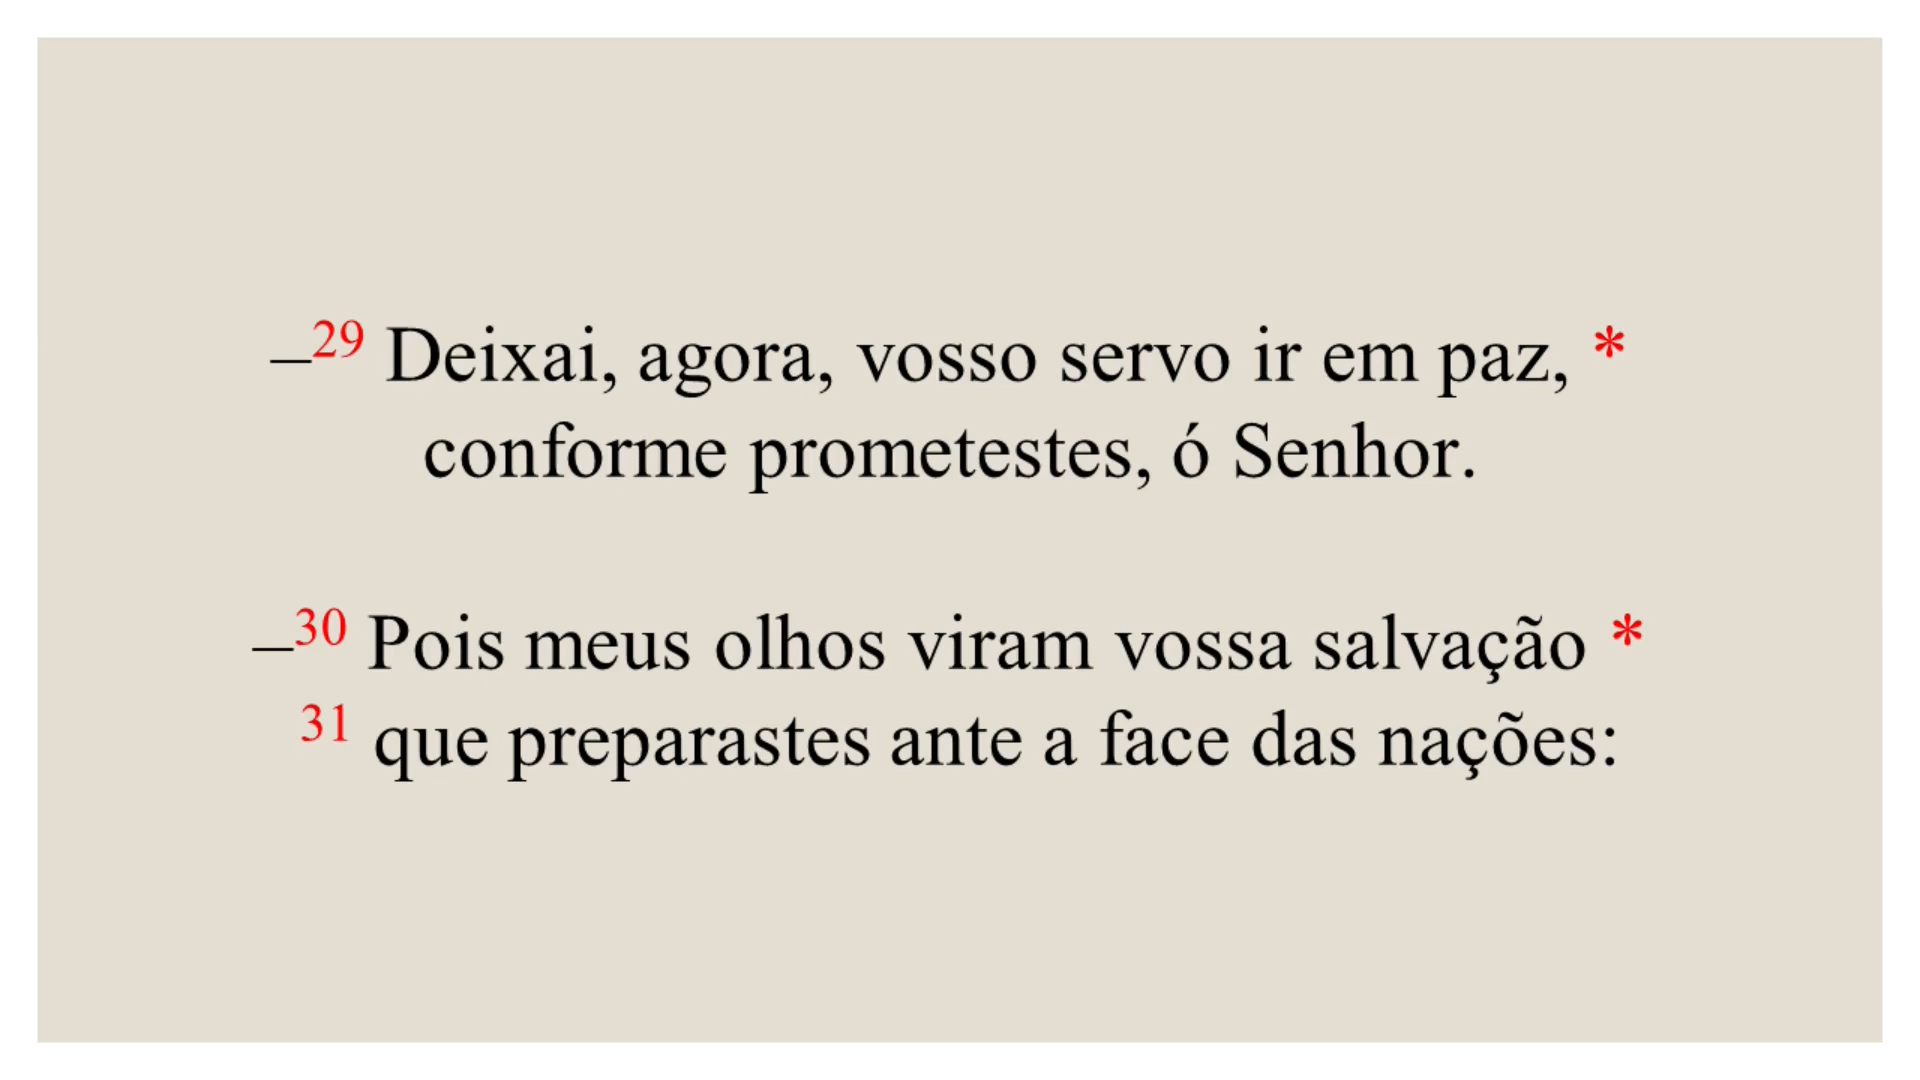 –29 Deixai, agora, vosso servo ir em paz, *
conforme prometestes, ó Senhor.
–30 Pois meus olhos viram vossa salvação *
31 que preparastes ante a face das nações: